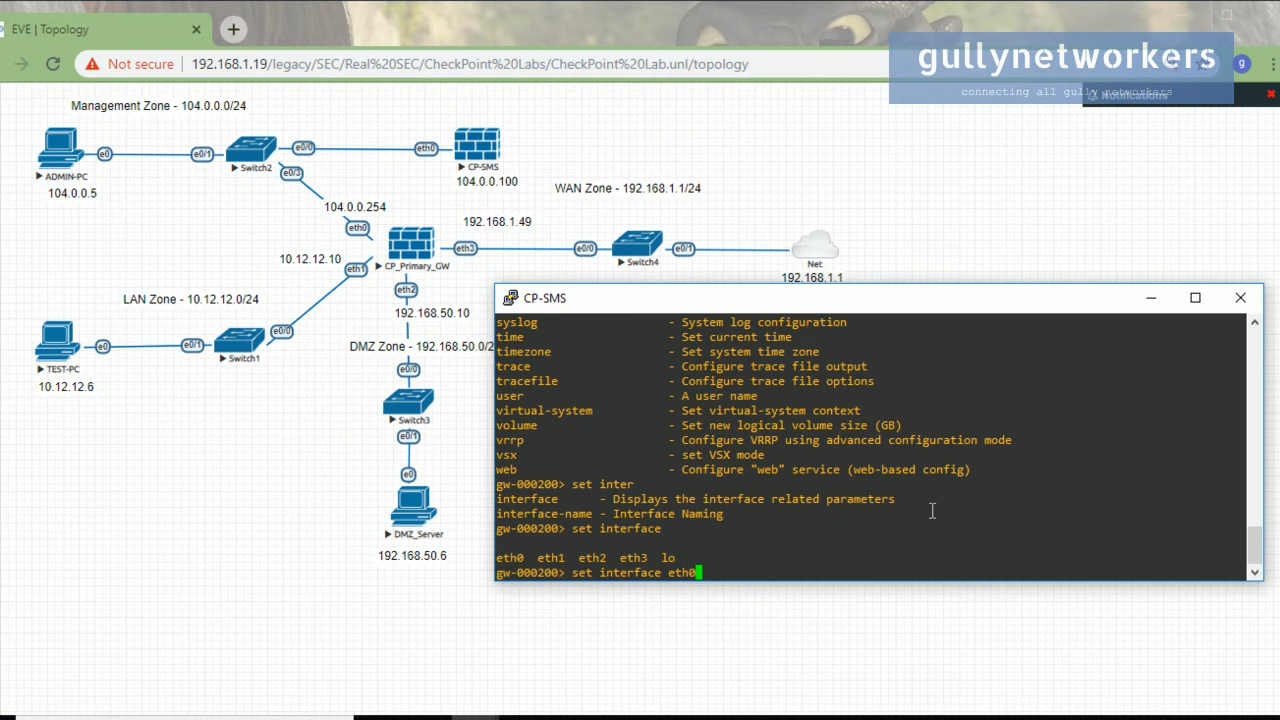 EVE | Topology
Not secure
192.168.1.19/legacy/SEC/Real%20SEC/CheckPoint%20Labs/CheckPoint%20Lab.unl/topology
g
gullynetworkers
connecting all gully networkers
Notifications
Management Zone - 104.0.0.0/24
e0
e0/1
e0/0
eth0
ADMIN-PC
Switch2
CP-SMS
104.0.0.5
e0/3
104.0.0.100
WAN Zone - 192.168.1.1/24
104.0.0.254
192.168.1.49
eth0
eth3
e0/0
e0/1
10.12.12.10
eth1
CP_Primary_GW
Switch4
Net
192.168.1.1
LAN Zone - 10.12.12.0/24
eth2
192.168.50.10
e0/0
DMZ Zone - 192.168.50.0/2
e0
e0/1
Switch1
TEST-PC
10.12.12.6
e0/0
Switch3
e0/1
e0
DMZ_Server
192.168.50.6
CP-SMS
syslog - System log configuration
time - Set current time
timezone - Set system time zone
trace - Configure trace file output
tracefile - Configure trace file options
user - A user name
virtual-system - Set virtual-system context
volume - Set new logical volume size (GB)
vrrp - Configure VRRP using advanced configuration mode
vsx - set VSX mode
web - Configure "web" service (web-based config)
gw-000200> set inter
interface - Displays the interface related parameters
interface-name - Interface Naming
gw-000200> set interface
eth0 eth1 eth2 eth3 lo
gw-000200> set interface eth0